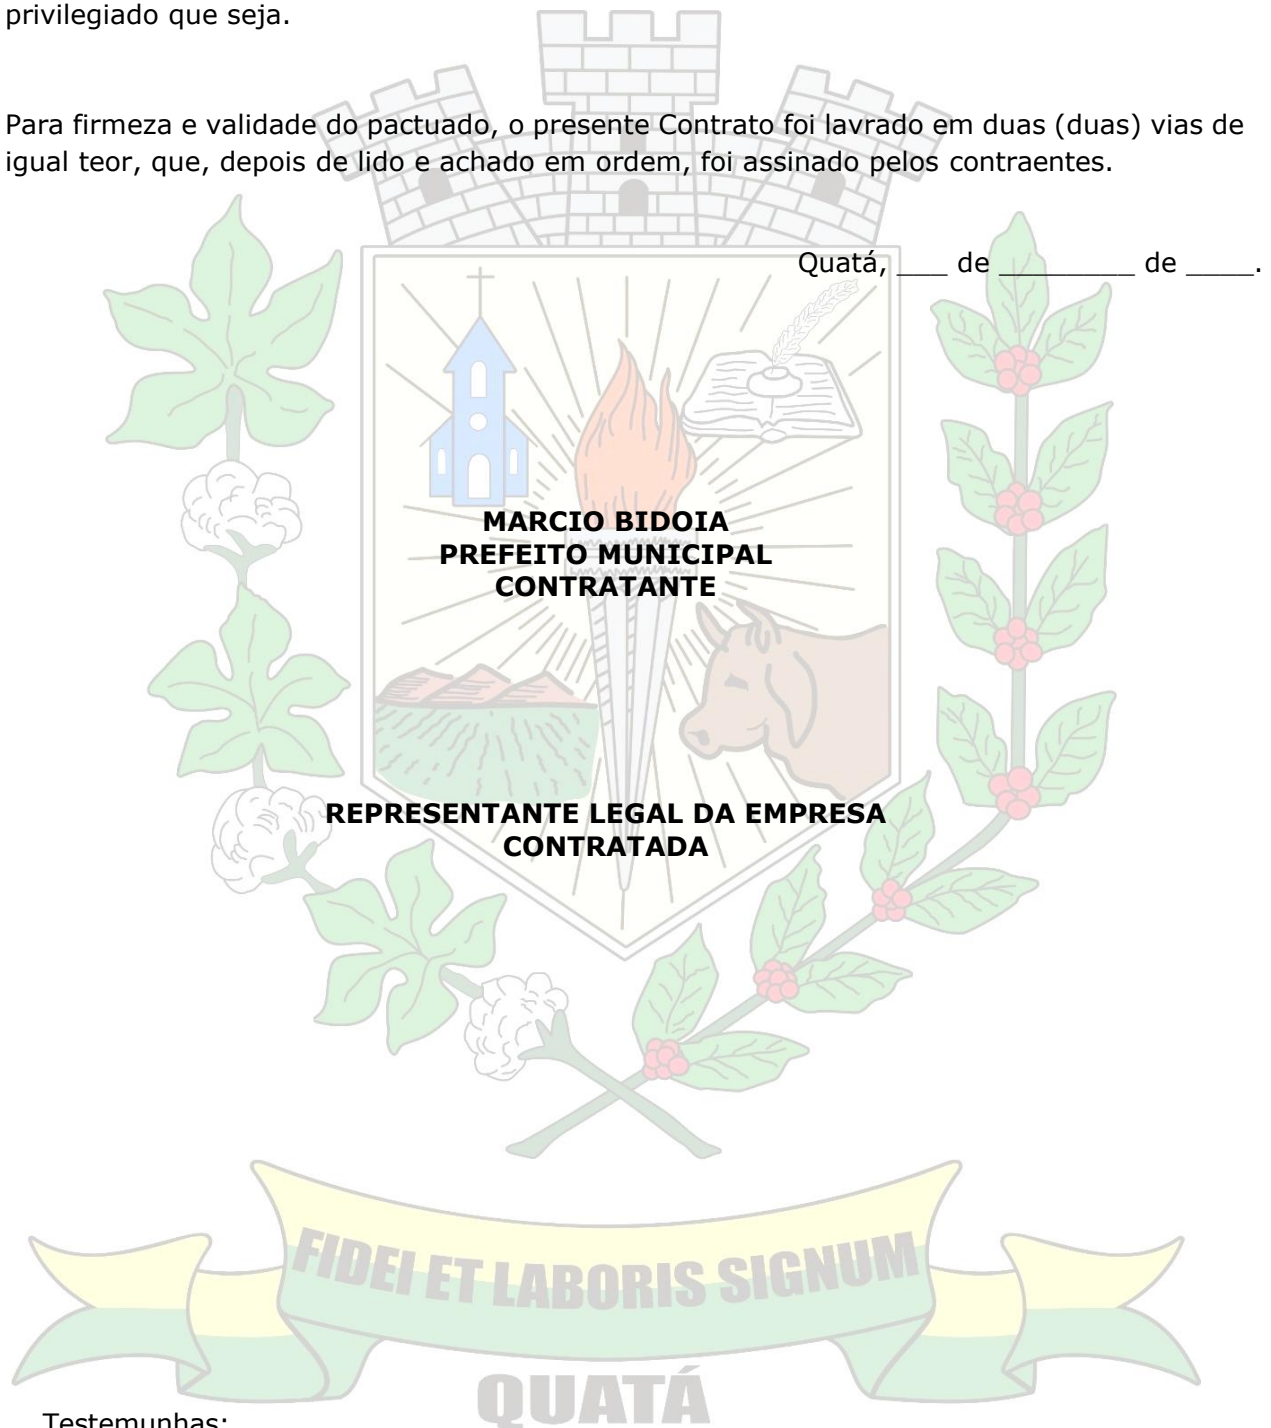 privilegiado que seja.
Para firmeza e validade do pactuado, o presente Contrato foi lavrado em duas (duas) vias de
igual teor, que, depois de lido e achado em ordem, foi assinado pelos contraentes.
Quatá, ___ de ________ de ____.
MARCIO BIDOIA
PREFEITO MUNICIPAL
CONTRATANTE
REPRESENTANTE LEGAL DA EMPRESA
CONTRATADA
FIDEI ET LABORIS SIGNUM
QUATÁ
Testemunhas: